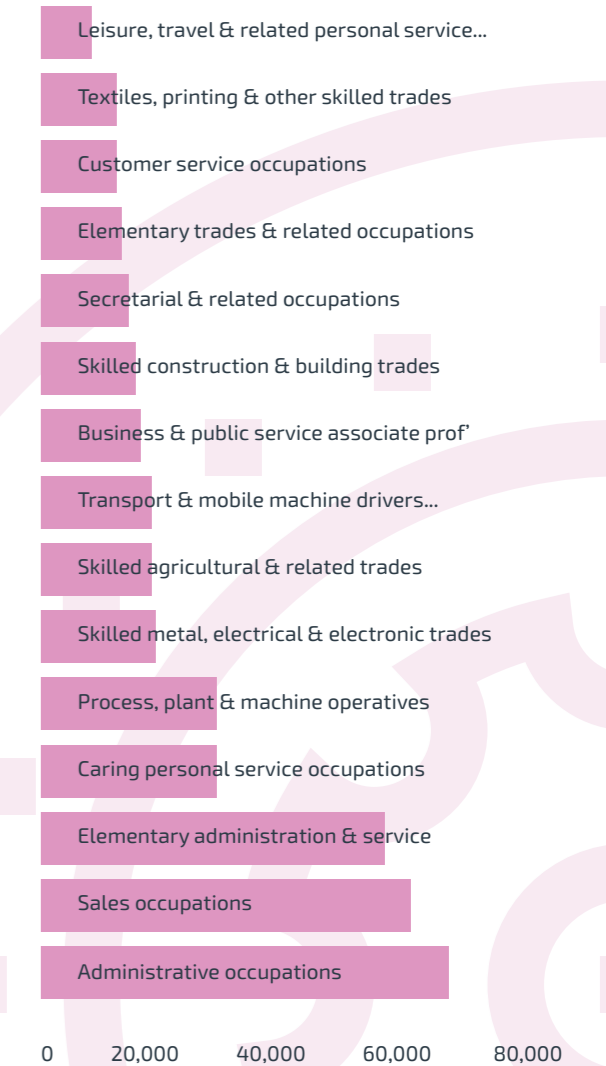 Leisure, travel & related personal service...
Textiles, printing & other skilled trades
Customer service occupations
Elementary trades & related occupations
Secretarial & related occupations
Skilled construction & building trades
Business & public service associate prof’
Transport & mobile machine drivers...
Skilled agricultural & related trades
Skilled metal, electrical & electronic trades
Process, plant & machine operatives
Caring personal service occupations
Elementary administration & service
Sales occupations
Administrative occupations
0 20,000 40,000 60,000 80,000